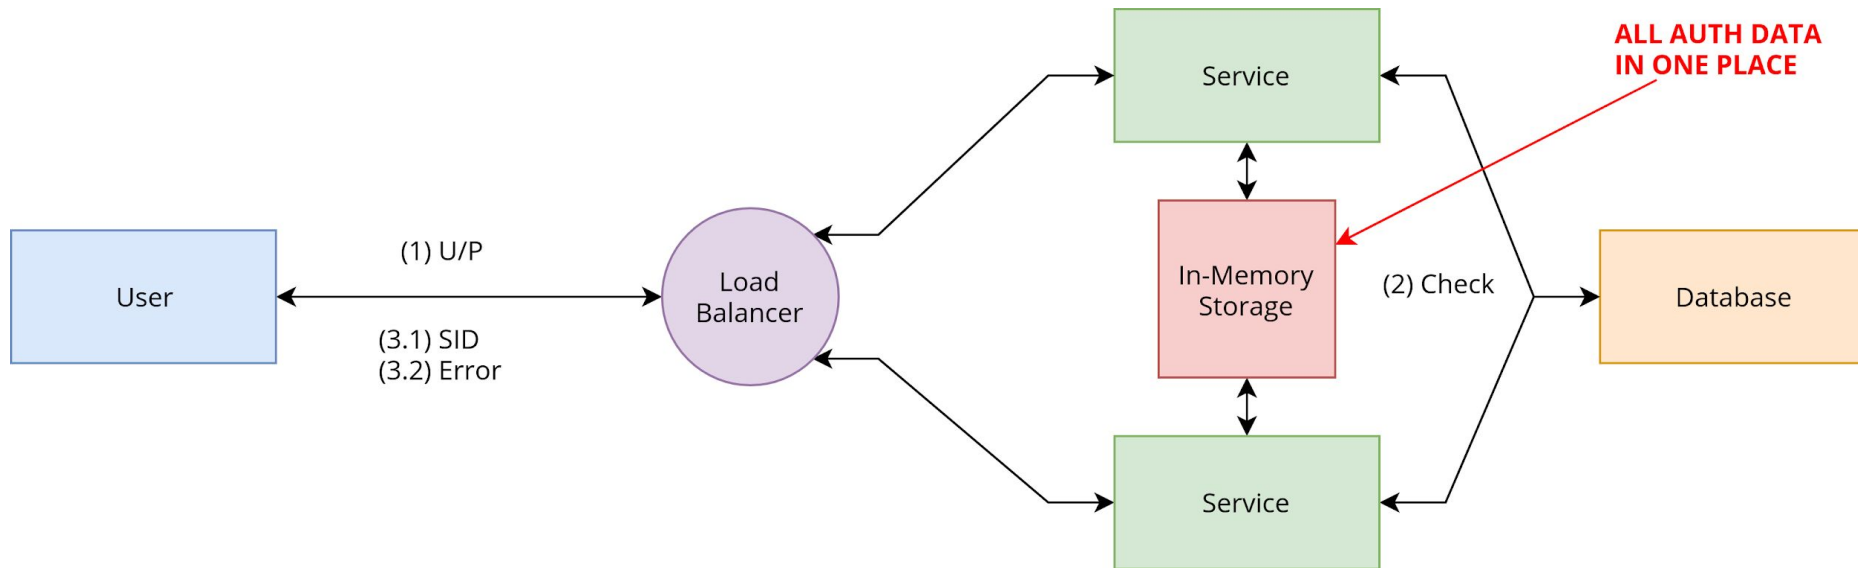 Service
ALL AUTH DATA
IN ONE PLACE
(1) U/P
User
Load
Balancer
In-Memory
Storage
(2) Check
Database
(3.1) SID
(3.2) Error
Service